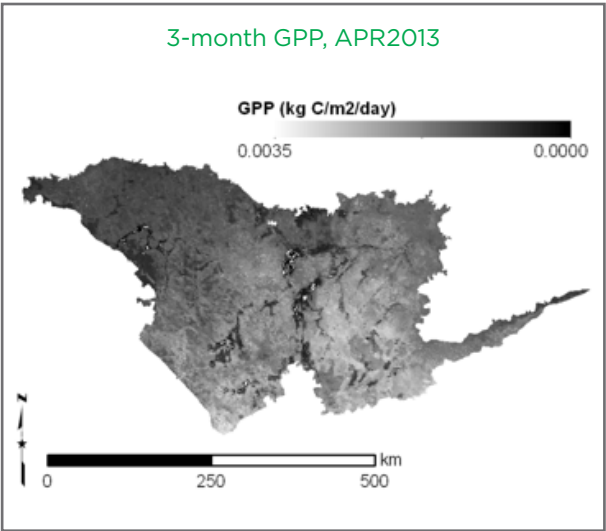 3-month GPP, APR2013
GPP (kg C/m2/day)
0.0035 0.0000
N
km
0 250 500